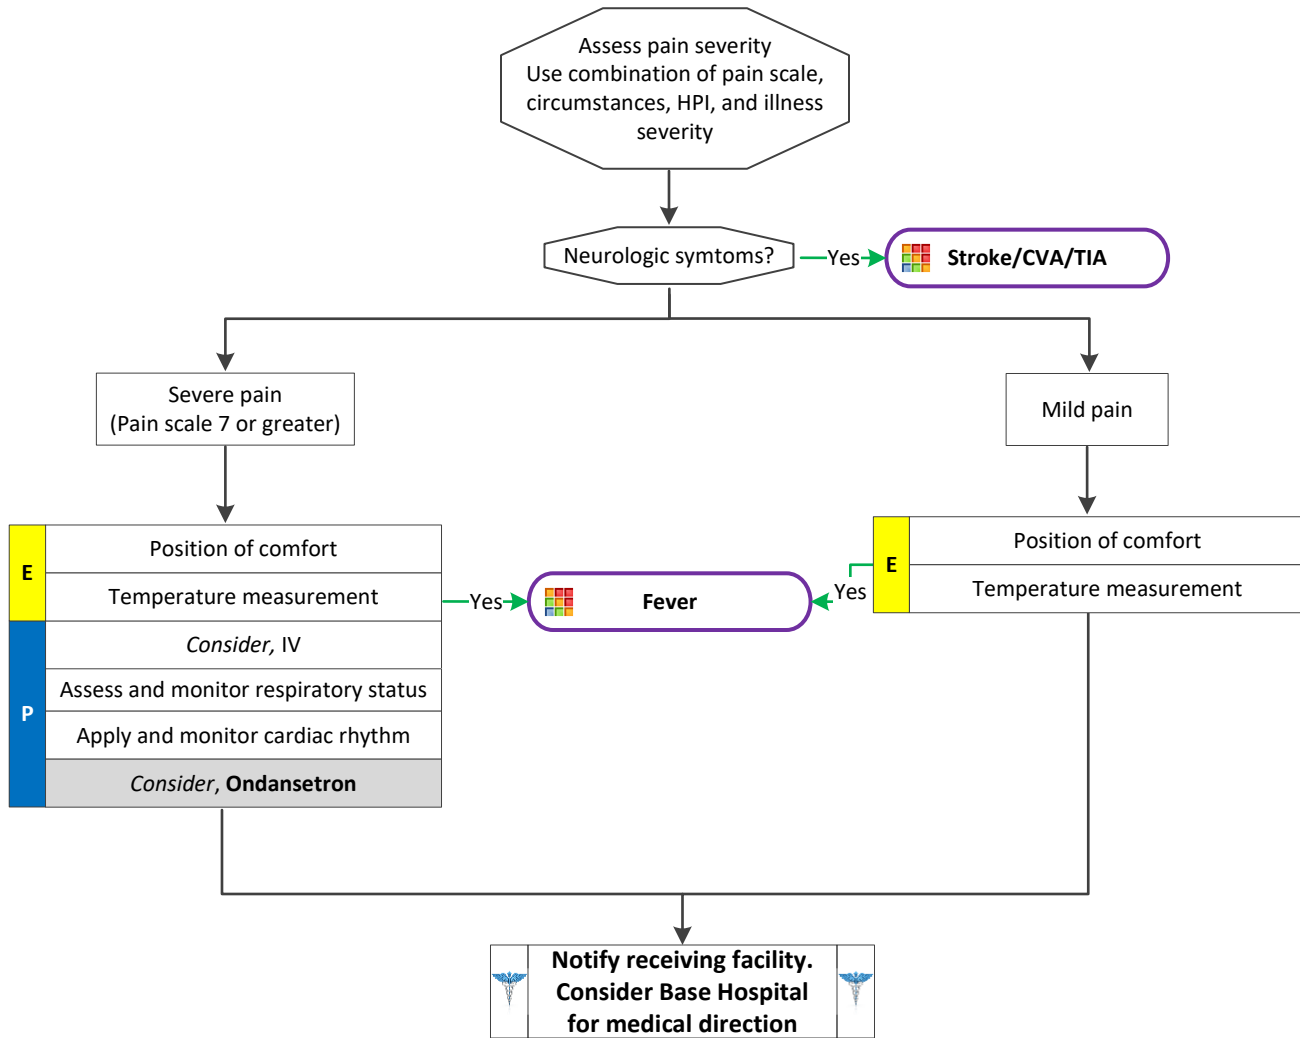 Assess pain severity
Use combination of pain scale,
circumstances, HPI, and illness
severity
Neurologic symtoms?
Yes
Stroke/CVA/TIA
Severe pain
(Pain scale 7 or greater)
Mild pain
E
Position of comfort
Temperature measurement
Yes
Fever
Yes
E
Position of comfort
Temperature measurement
P
Consider, IV
Assess and monitor respiratory status
Apply and monitor cardiac rhythm
Consider, Ondansetron
Notify receiving facility.
Consider Base Hospital
for medical direction